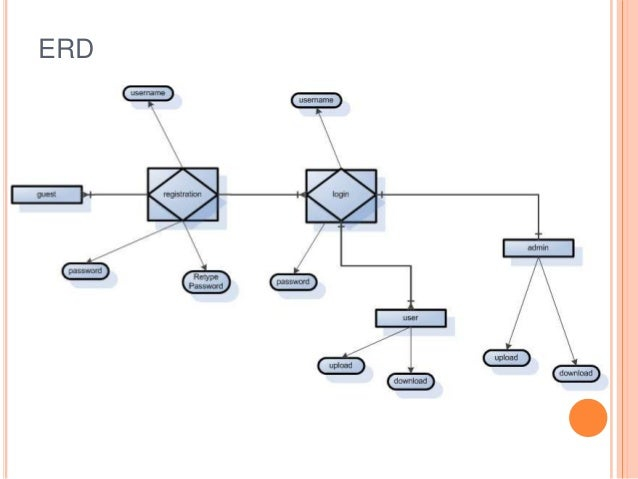 ERD
username
username
guest
registration
login
admin
password
Retype
Password
password
user
upload
download
upload
download